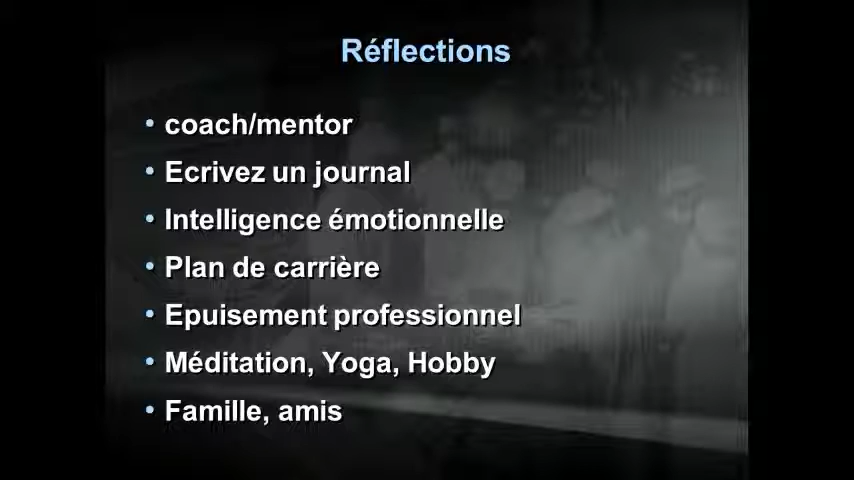 Réflections
• coach/mentor
• Ecrivez un journal
• Intelligence émotionnelle
• Plan de carrière
• Epuisement professionnel
• Méditation, Yoga, Hobby
• Famille, amis